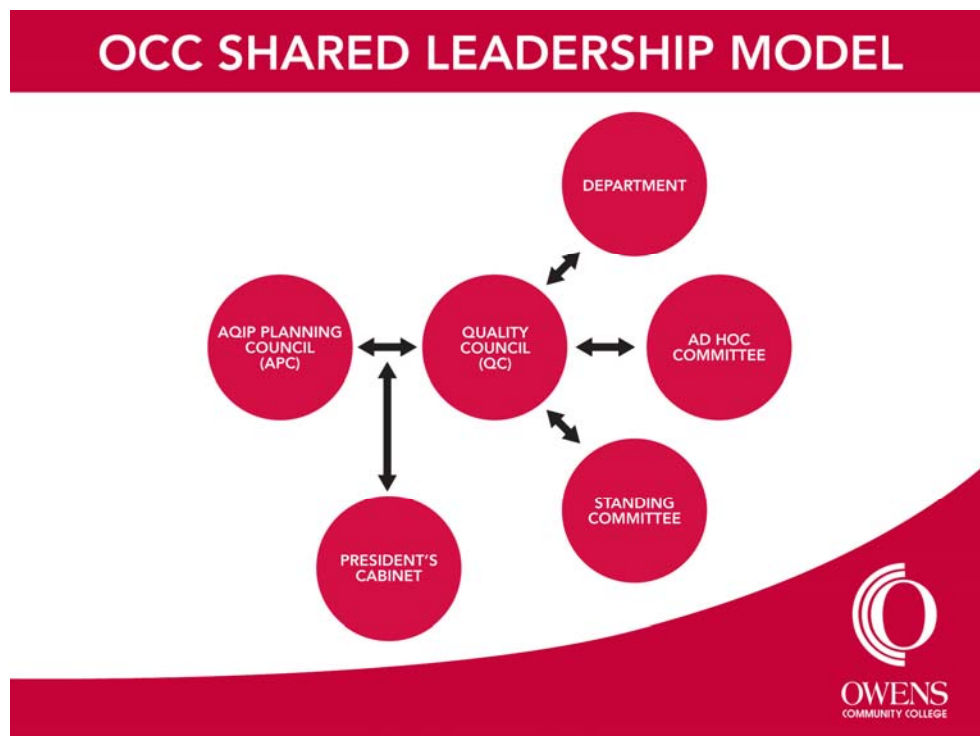 OCC SHARED LEADERSHIP MODEL
DEPARTMENT
AQIP PLANNING
COUNCIL
(APC)
QUALITY
COUNCIL
(QC)
AD HOC
COMMITTEE
STANDING
COMMITTEE
PRESIDENT'S
CABINET
OWENS
COMMUNITY COLLEGE